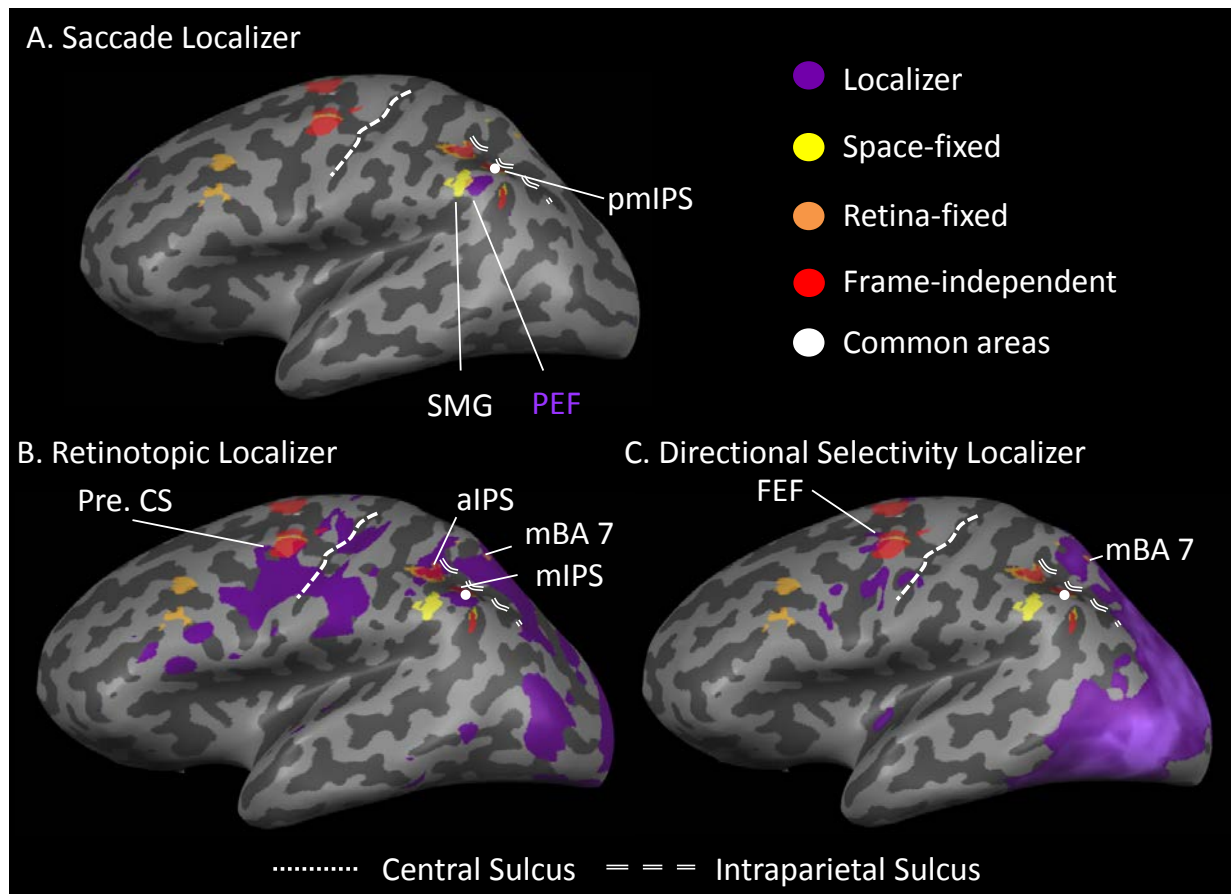 A. Saccade Localizer
Localizer
Space-fixed
Retina-fixed
Frame-independent
Common areas
pmIPS
SMG
PEF
B. Retinotopic Localizer
Pre. CS
aIPS
mBA 7
mIPS
C. Directional Selectivity Localizer
FEF
mBA 7
Central Sulcus
Intraparietal Sulcus